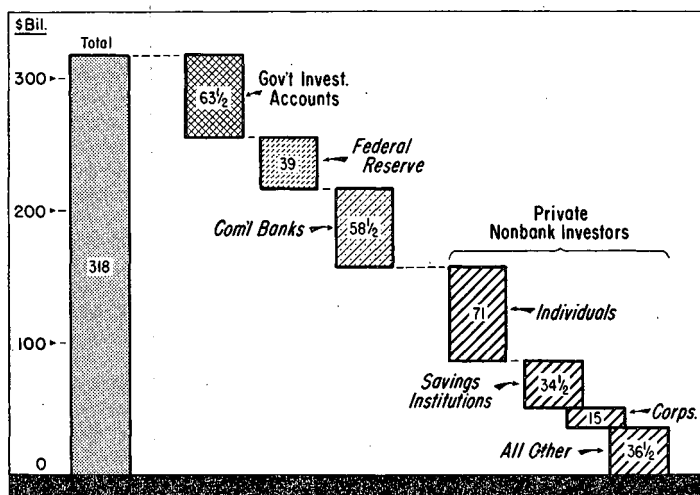 $Bil.
Total
300
200
100
0
318
63½
Gov't Invest.
Accounts
39
Federal
Reserve
Com'l Banks
58½
Private
Nonbank Investors
71
Individuals
Savings
Institutions
34½
15
Corps.
All Other
36½